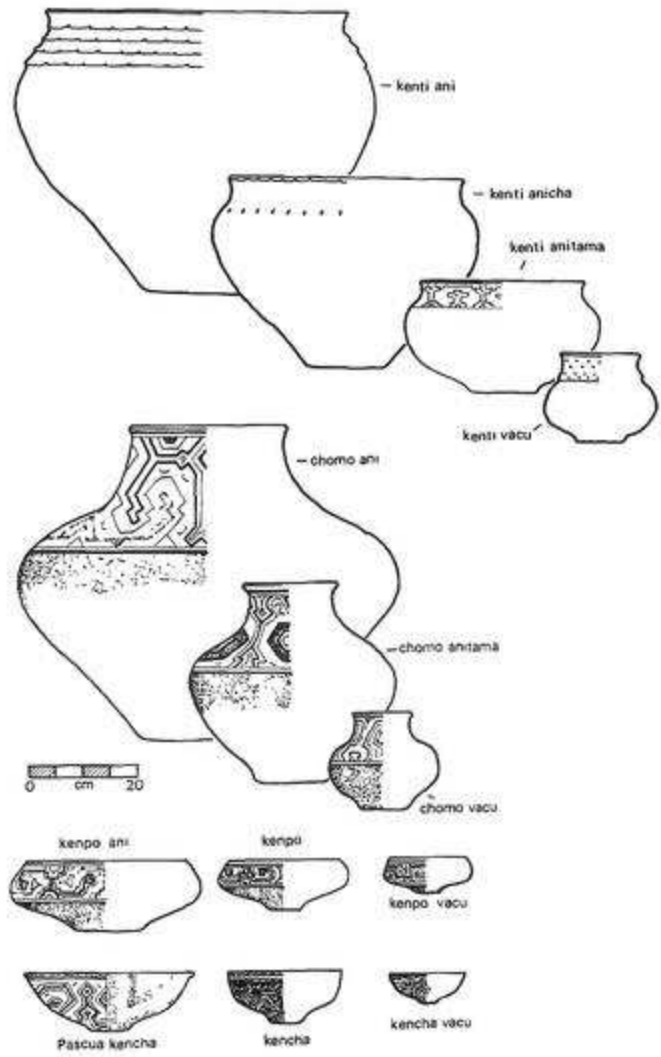 kenti ani
kenti anicha
kenti anitama
kenti vacu
chomo ani
chomo anitama
0 cm 20
chomo vacu
kenpo ani
kenpo
kenpo vacu
Pascua kencha
kencha
kencha vacu